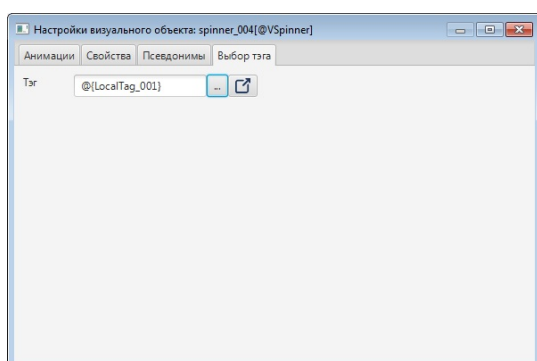 Настройки визуального объекта: spinner_004[@VSpinner]
Анимации Свойства Псевдонимы Выбор тэга
Тэг @{LocalTag_001} ...